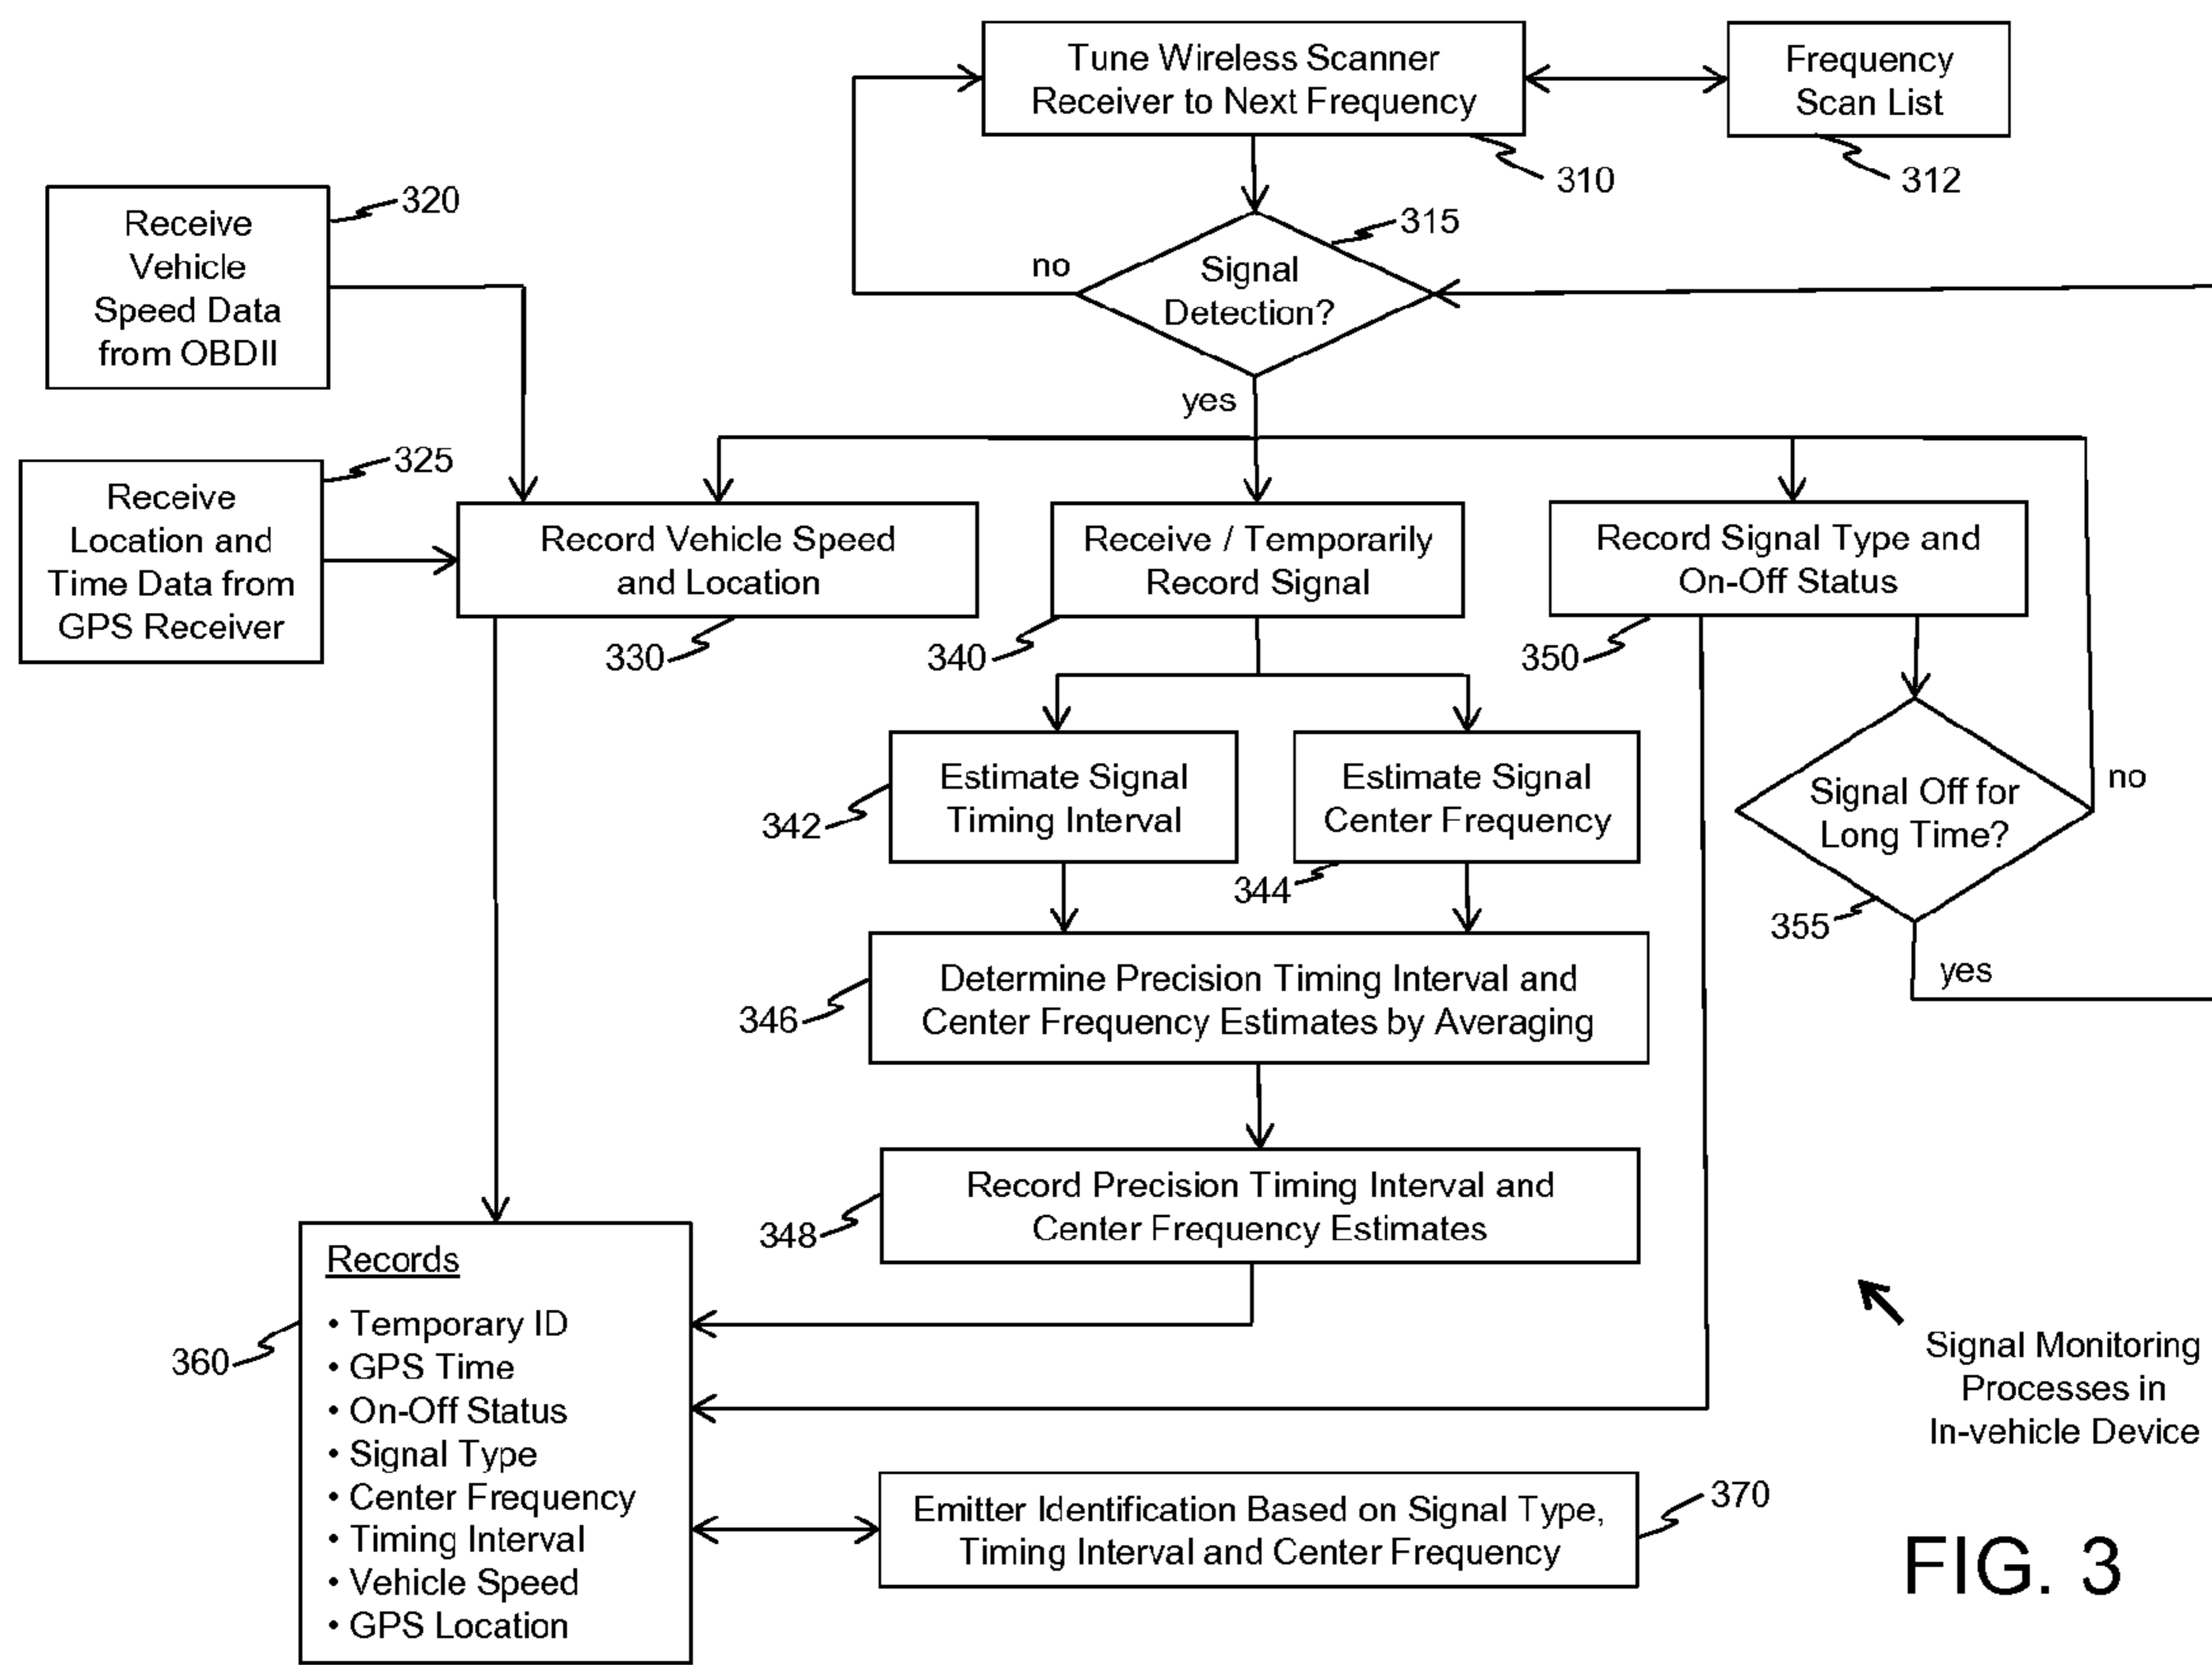 Tune Wireless Scanner
Receiver to Next Frequency
310
Frequency
Scan List
312
Receive
Vehicle
Speed Data
from OBDII
320
315
Signal
Detection?
no
yes
Receive
Location and
Time Data from
GPS Receiver
325
Record Vehicle Speed
and Location
330
Receive / Temporarily
Record Signal
340
Record Signal Type and
On-Off Status
350
Estimate Signal
Timing Interval
342
Estimate Signal
Center Frequency
344
Signal Off for
Long Time?
no
355
yes
Determine Precision Timing Interval and
Center Frequency Estimates by Averaging
346
Record Precision Timing Interval and
Center Frequency Estimates
348
Records
• Temporary ID
• GPS Time
• On-Off Status
• Signal Type
• Center Frequency
• Timing Interval
• Vehicle Speed
• GPS Location
360
Emitter Identification Based on Signal Type,
Timing Interval and Center Frequency
370
Signal Monitoring
Processes in
In-vehicle Device
FIG. 3